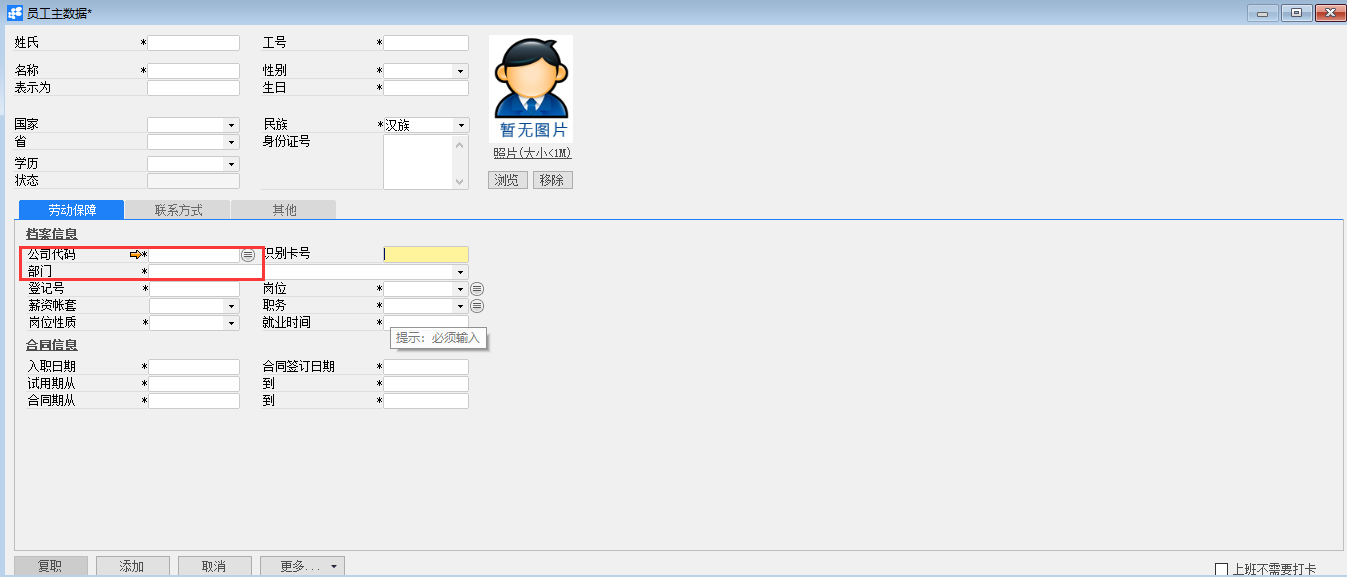 员工主数据*
姓氏 * 工号 *
名称 * 性别 *
表示为 生日 *
国家 民族 * 汉族
省 身份证号
学历
状态
暂无图片
照片(大小<1M)
浏览 移除
劳动保障 联系方式 其他
档案信息
公司代码 * 识别卡号
部门 *
登记号 * 岗位 *
薪资帐套 职务 *
岗位性质 * 就业时间 *
提示: 必须输入
合同信息
入职日期 * 合同签订日期 *
试用期从 * 到 *
合同期从 * 到 *
复职 添加 取消 更多...
上班不需要打卡